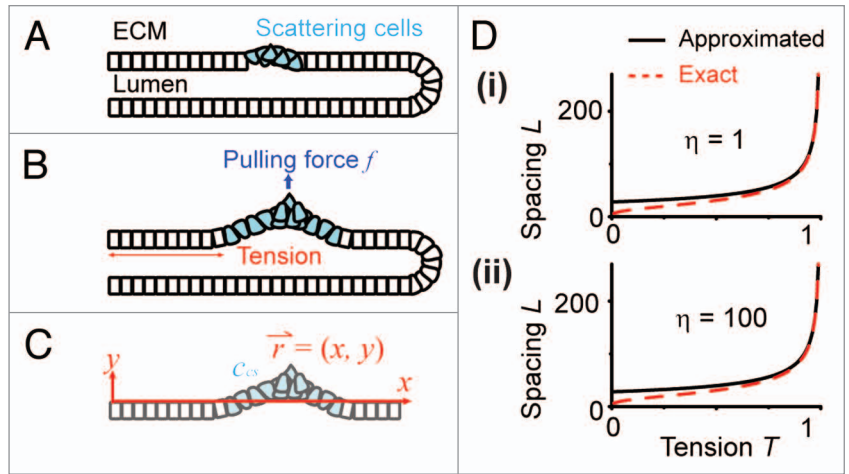 A
ECM
Scattering cells
Lumen
B
Pulling force f
Tension
C
y
C_cs
r = (x, y)
x
D
Approximated
Exact
(i)
Spacing L
200
0
η = 1
0
1
(ii)
Spacing L
200
0
η = 100
0
1
Tension T